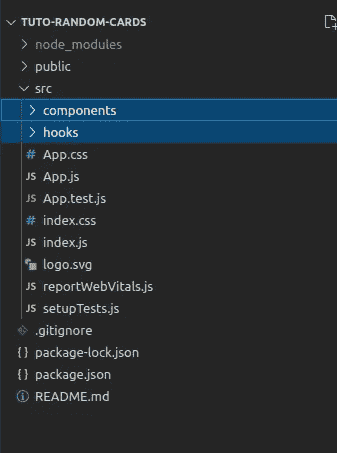 TUTO-RANDOM-CARDS
node_modules
public
src
components
hooks
# App.css
JS App.js
JS App.test.js
# index.css
JS index.js
logo.svg
JS reportWebVitals.js
JS setupTests.js
.gitignore
{} package-lock.json
{} package.json
README.md